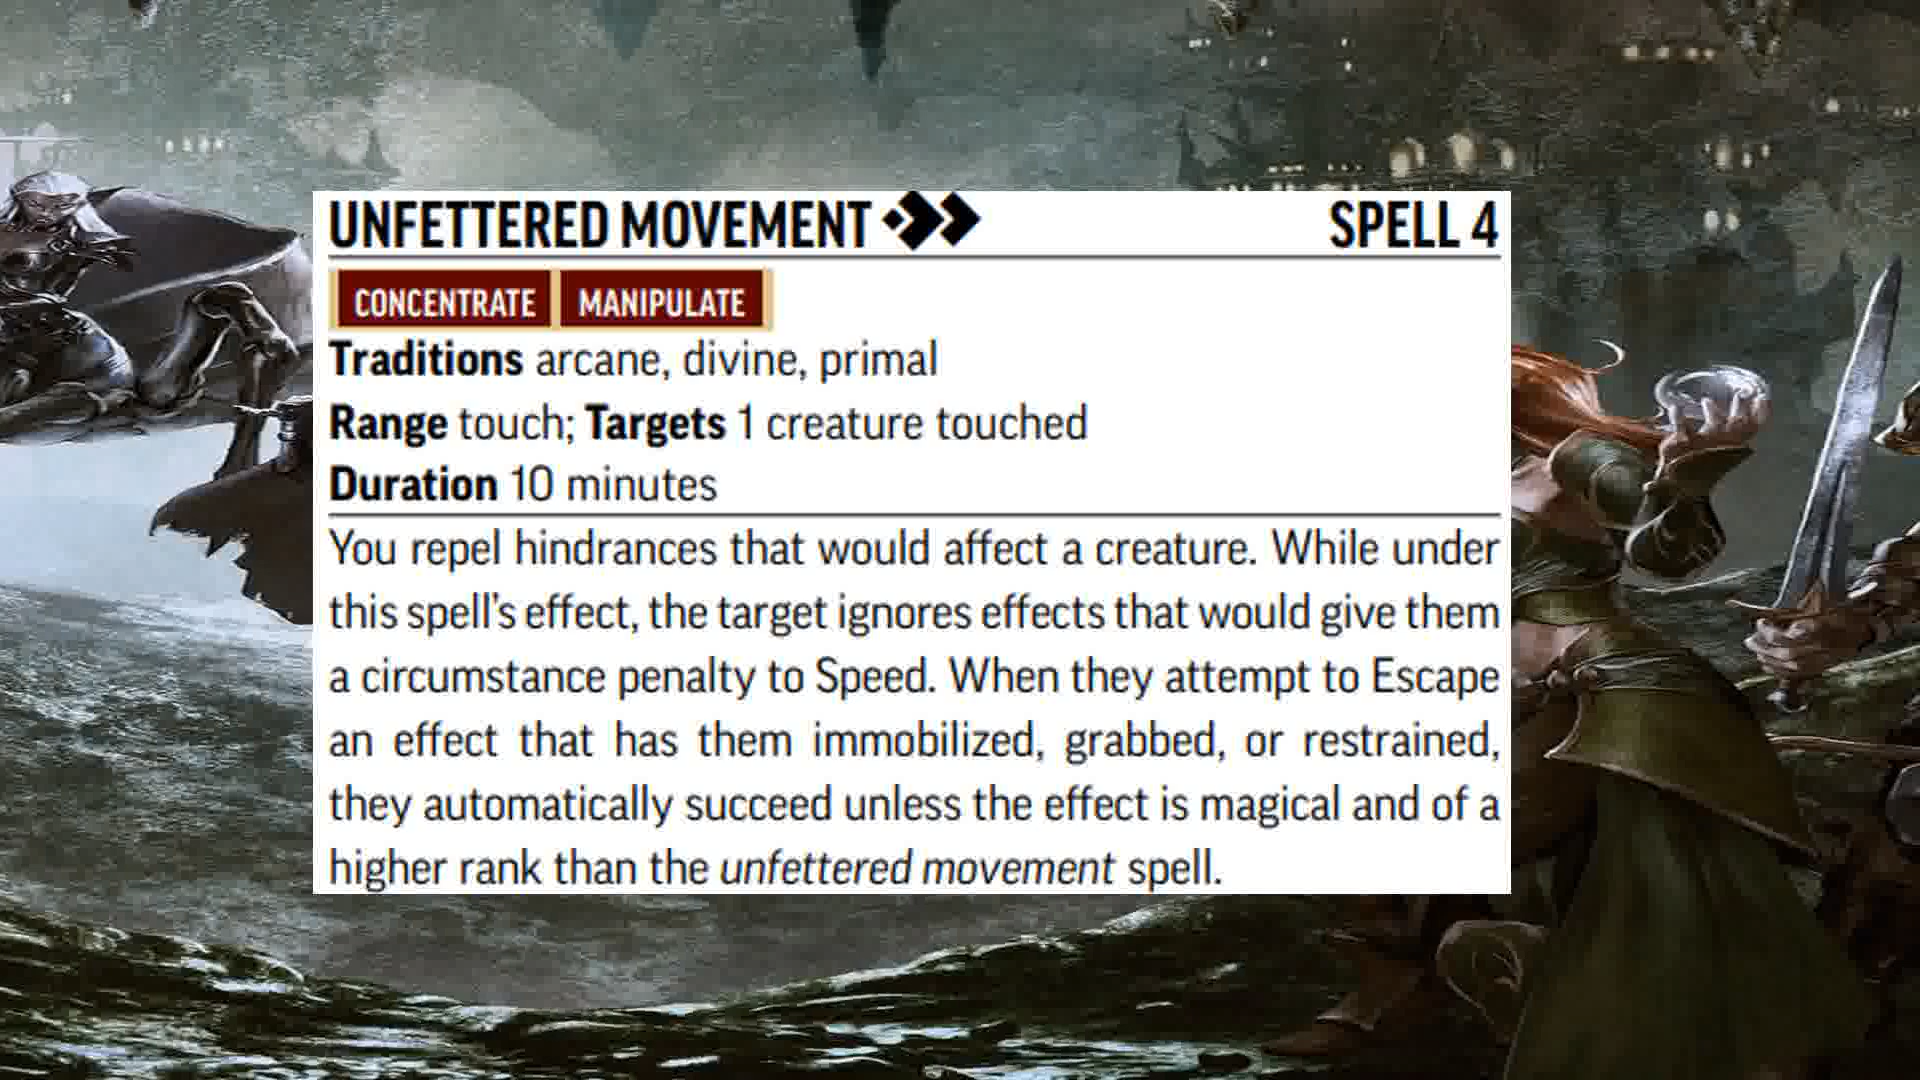 UNFETTERED MOVEMENT SPELL 4
CONCENTRATE MANIPULATE
Traditions arcane, divine, primal
Range touch; Targets 1 creature touched
Duration 10 minutes
You repel hindrances that would affect a creature. While under
this spell's effect, the target ignores effects that would give them
a circumstance penalty to Speed. When they attempt to Escape
an effect that has them immobilized, grabbed, or restrained,
they automatically succeed unless the effect is magical and of a
higher rank than the unfettered movement spell.